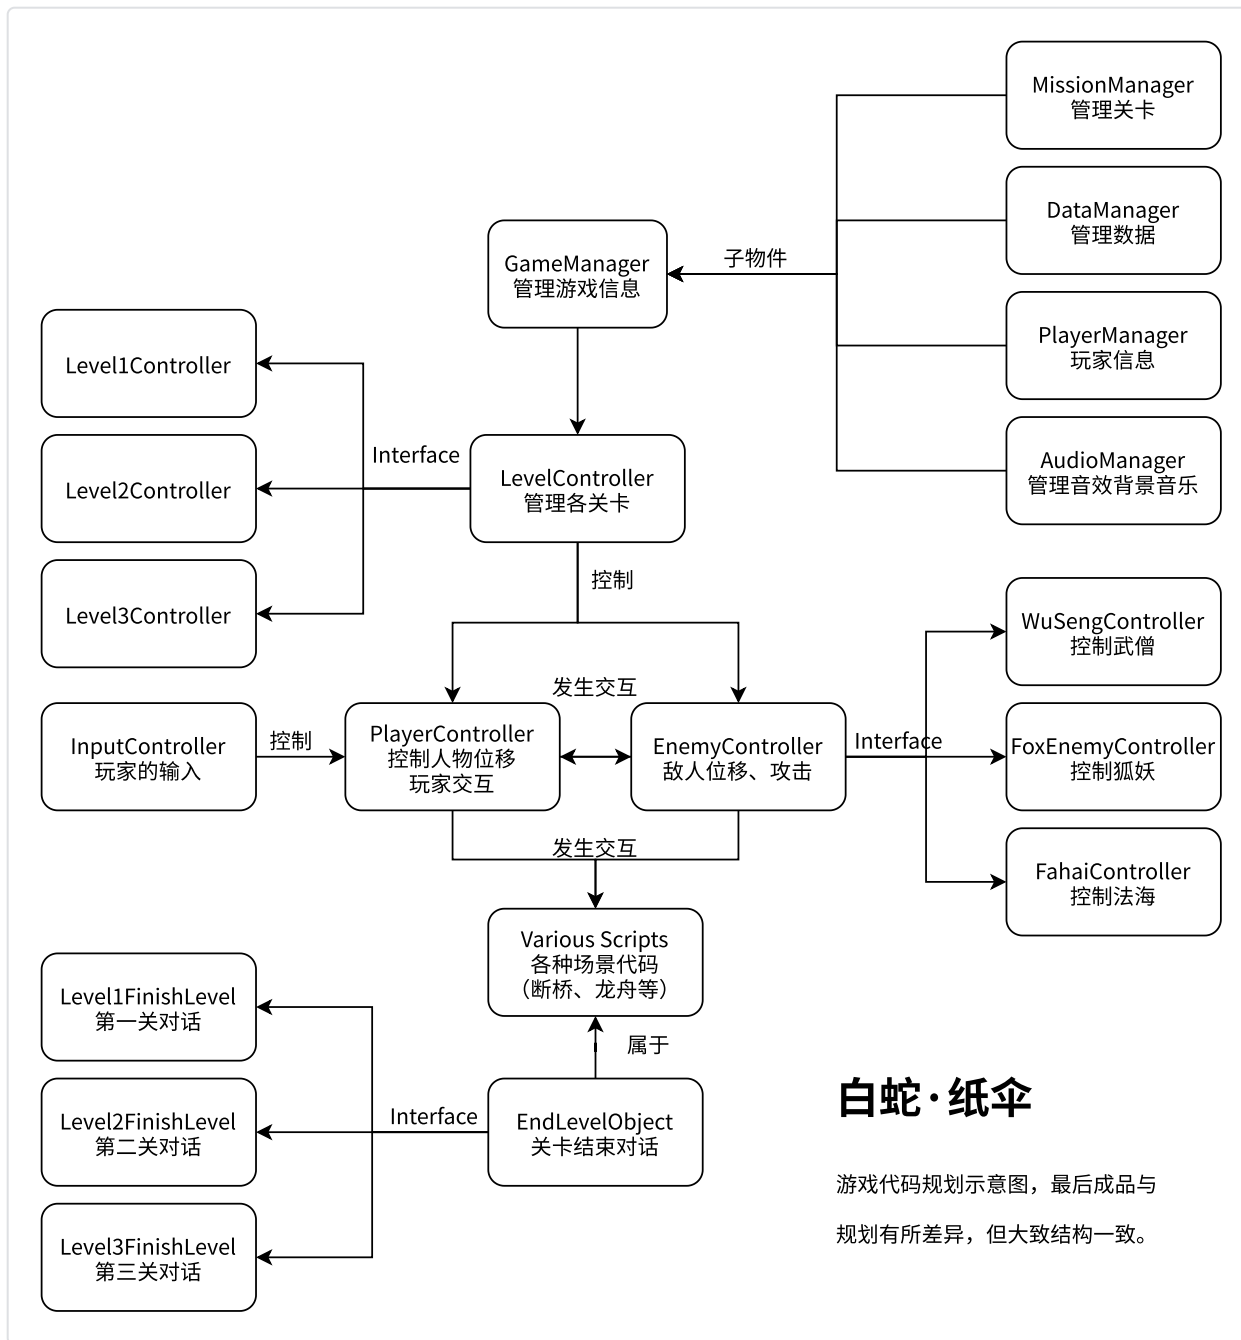 MissionManager
管理关卡
DataManager
管理数据
GameManager
管理游戏信息
子物件
PlayerManager
玩家信息
AudioManager
管理音效背景音乐
Level1Controller
Level2Controller
Level3Controller
Interface
LevelController
管理各关卡
控制
WuSengController
控制武僧
FoxEnemyController
控制狐妖
FahaiController
控制法海
发生交互
InputController
玩家的输入
控制
PlayerController
控制人物位移
玩家交互
EnemyController
敌人位移、攻击
Interface
发生交互
Various Scripts
各种场景代码
（断桥、龙舟等）
属于
EndLevelObject
关卡结束对话
Interface
Level1FinishLevel
第一关对话
Level2FinishLevel
第二关对话
Level3FinishLevel
第三关对话
白蛇·纸伞
游戏代码规划示意图，最后成品与
规划有所差异，但大致结构一致。